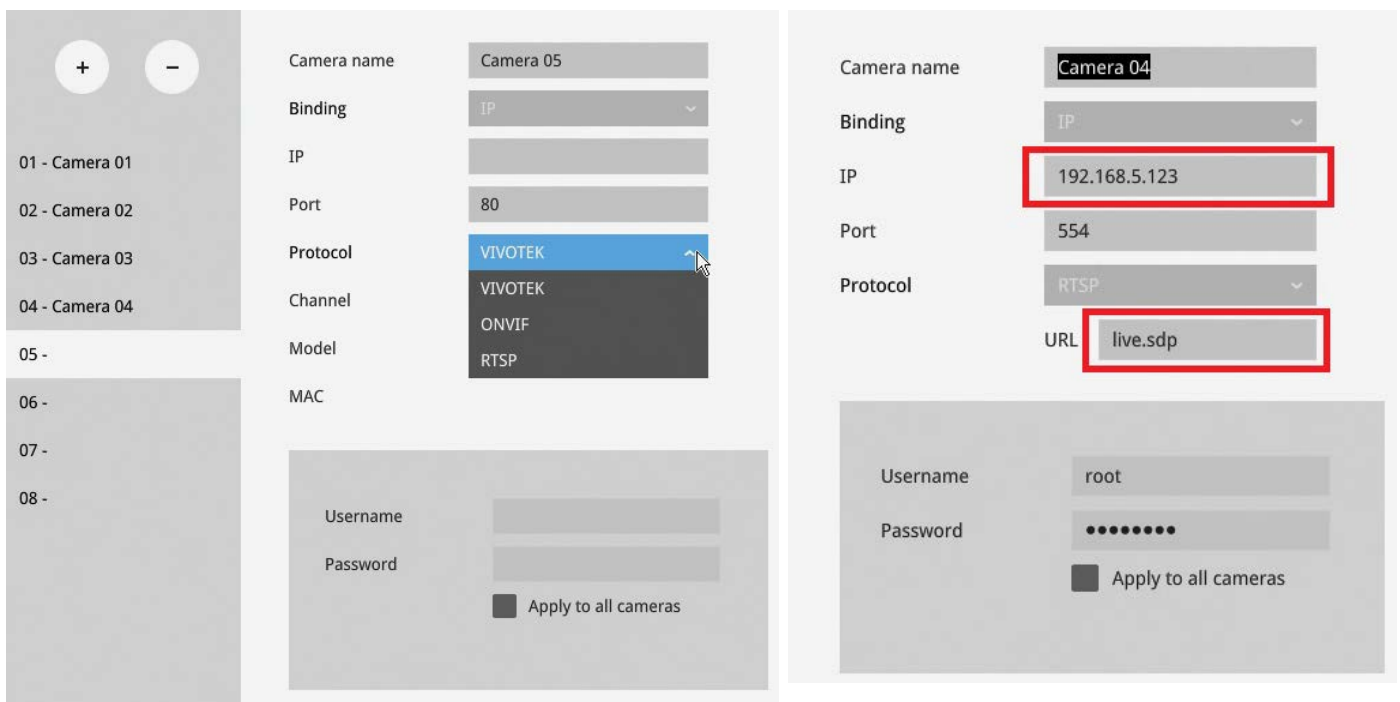 + −
01 - Camera 01
02 - Camera 02
03 - Camera 03
04 - Camera 04
05 -
06 -
07 -
08 -
Camera name Camera 05
Binding IP
IP
Port 80
Protocol VIVOTEK
VIVOTEK
Channel
ONVIF
Model
RTSP
MAC
Username
Password
Apply to all cameras
Camera name Camera 04
Binding IP
IP 192.168.5.123
Port 554
Protocol RTSP
URL live.sdp
Username root
Password ●●●●●●●●
Apply to all cameras